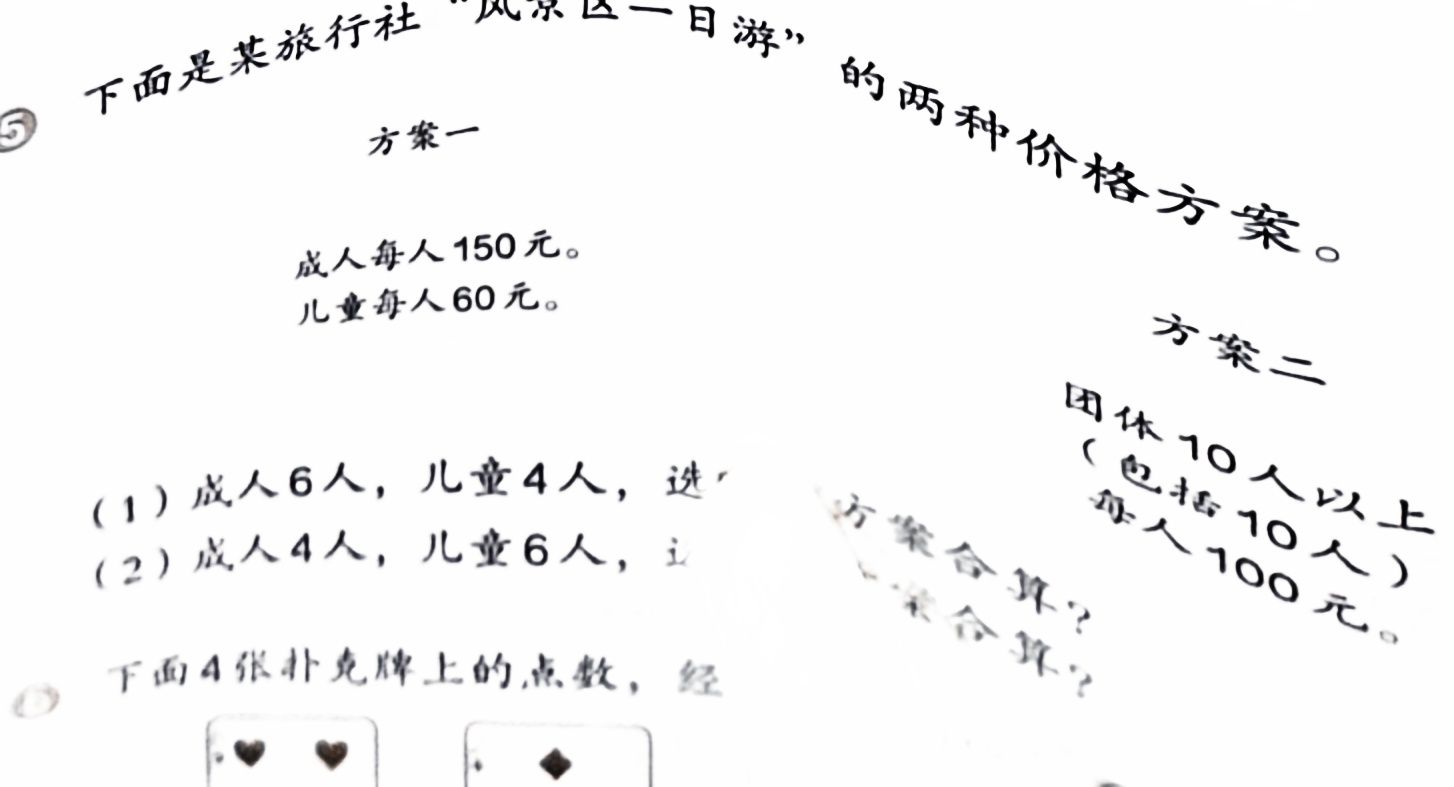 5 下面是某旅行社“风景区一日游”的两种价格方案。
方案一
成人每人150元。
儿童每人60元。
方案二
团体10人以上
(包括10人)
每人100元。
(1)成人6人,儿童4人,选 方案合算?
(2)成人4人,儿童6人, 案合算?
下面4张扑克牌上的点数,经